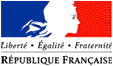 Liberté • Égalité • Fraternité
RÉPUBLIQUE FRANÇAISE